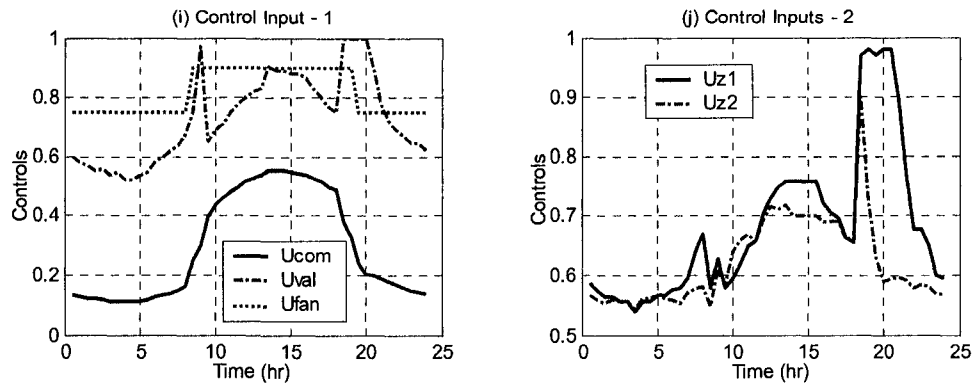 (i) Control Input - 1
1
0.8
0.6
0.4
0.2
0
Controls
Ucom
Uval
Ufan
0 5 10 15 20 25
Time (hr)
(j) Control Inputs - 2
1
0.9
0.8
0.7
0.6
0.5
Controls
Uz1
Uz2
0 5 10 15 20 25
Time (hr)